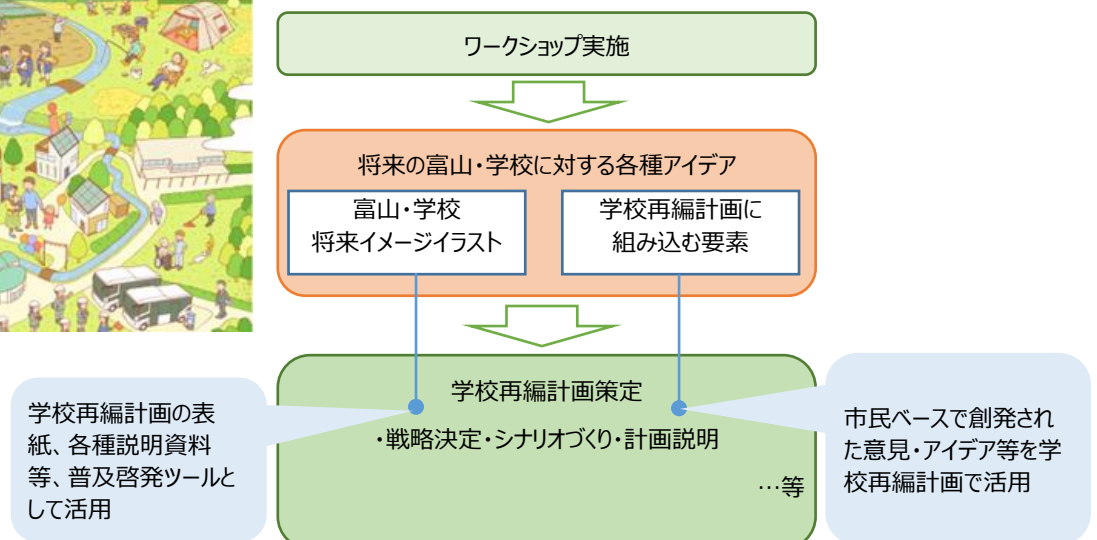 ワークショップ実施
将来の富山・学校に対する各種アイデア
富山・学校
将来イメージイラスト
学校再編計画に
組み込む要素
学校再編計画策定
・戦略決定・シナリオづくり・計画説明
…等
学校再編計画の表
紙、各種説明資料
等、普及啓発ツールと
して活用
市民ベースで創発され
た意見・アイデア等を学
校再編計画で活用